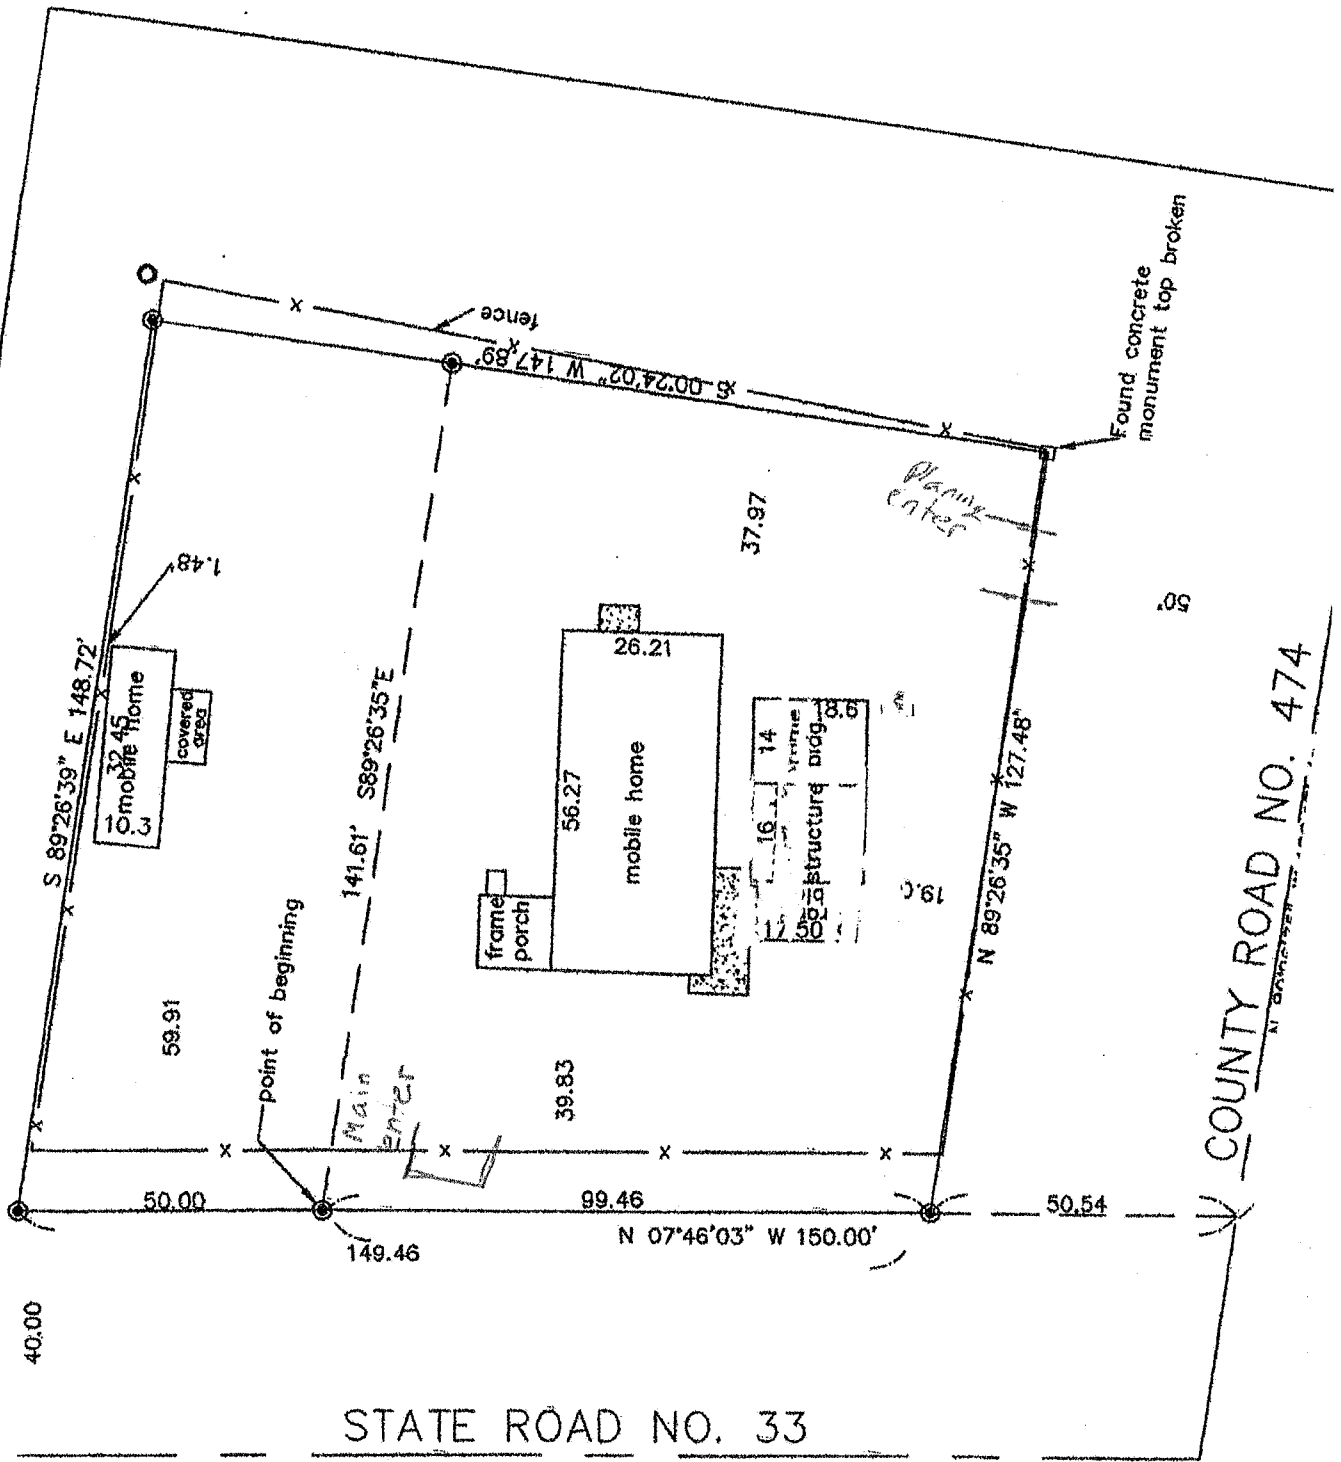 fence
S 00°24'02" W 147.89'
Found concrete
monument top broken
1.48'
S 89°26'39" E 148.72'
32.45
mobile home
10.3
covered
area
141.61' S89°26'35"E
37.97
enter
50'
26.21
56.27
mobile home
14
18.6
16
structure
17.50
frame
porch
N 89°26'35" W 127.48'
COUNTY ROAD NO. 474
59.91
point of beginning
Main
enter
39.83
50.00
99.46
50.54
149.46
N 07°46'03" W 150.00'
40.00
STATE ROAD NO. 33